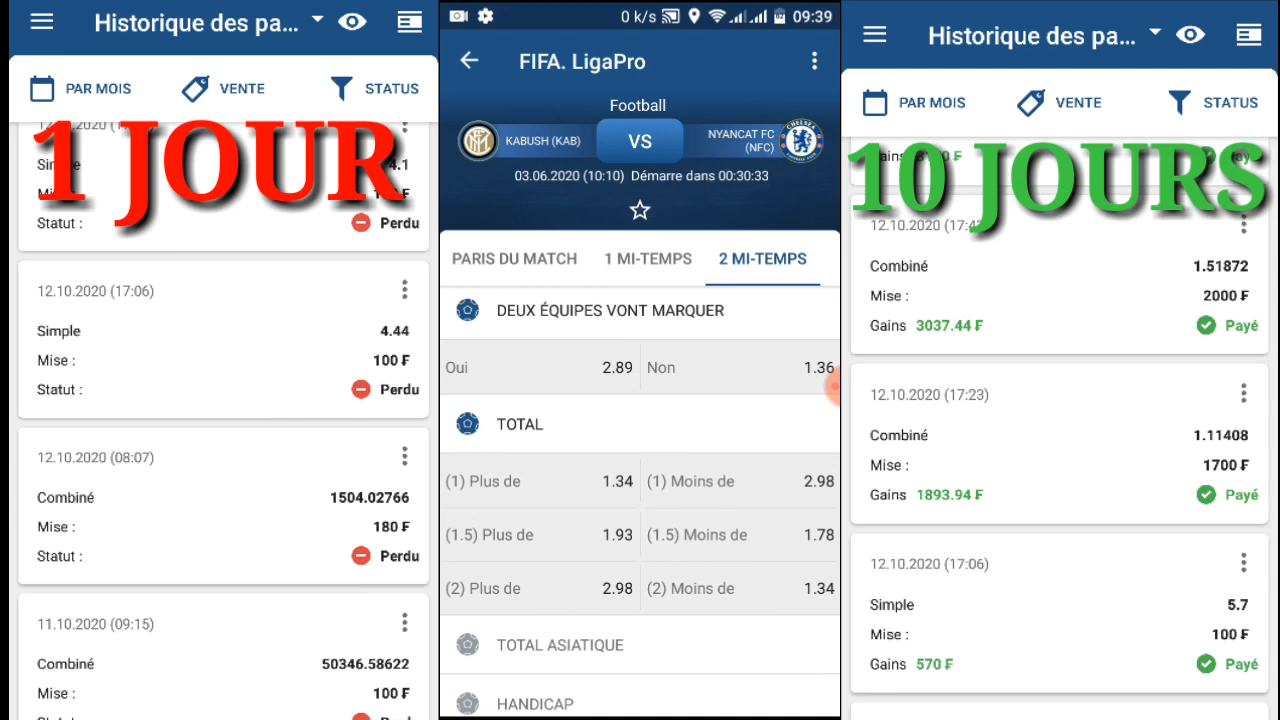 Historique des pa...
PAR MOIS
VENTE
STATUS
1 JOUR
4.1
Perdu
Statut :
12.10.2020 (17:06)
Simple
4.44
Mise :
100 ₣
Statut :
Perdu
12.10.2020 (08:07)
Combiné
1504.02766
Mise :
180 ₣
Statut :
Perdu
11.10.2020 (09:15)
Combiné
50346.58622
Mise :
100 ₣
0 k/s
09:39
FIFA. LigaPro
Football
KABUSH (KAB)
VS
NYANCAT FC
(NFC)
CHELSEA
03.06.2020 (10:10) Démarre dans 00:30:33
PARIS DU MATCH
1 MI-TEMPS
2 MI-TEMPS
DEUX ÉQUIPES VONT MARQUER
Oui
2.89
Non
1.36
TOTAL
(1) Plus de
1.34
(1) Moins de
2.98
(1.5) Plus de
1.93
(1.5) Moins de
1.78
(2) Plus de
2.98
(2) Moins de
1.34
TOTAL ASIATIQUE
HANDICAP
Historique des pa...
PAR MOIS
VENTE
STATUS
10 JOURS
Combiné
1.51872
Mise :
2000 ₣
Gains 3037.44 ₣
Payé
12.10.2020 (17:23)
Combiné
1.11408
Mise :
1700 ₣
Gains 1893.94 ₣
Payé
12.10.2020 (17:06)
Simple
5.7
Mise :
100 ₣
Gains 570 ₣
Payé